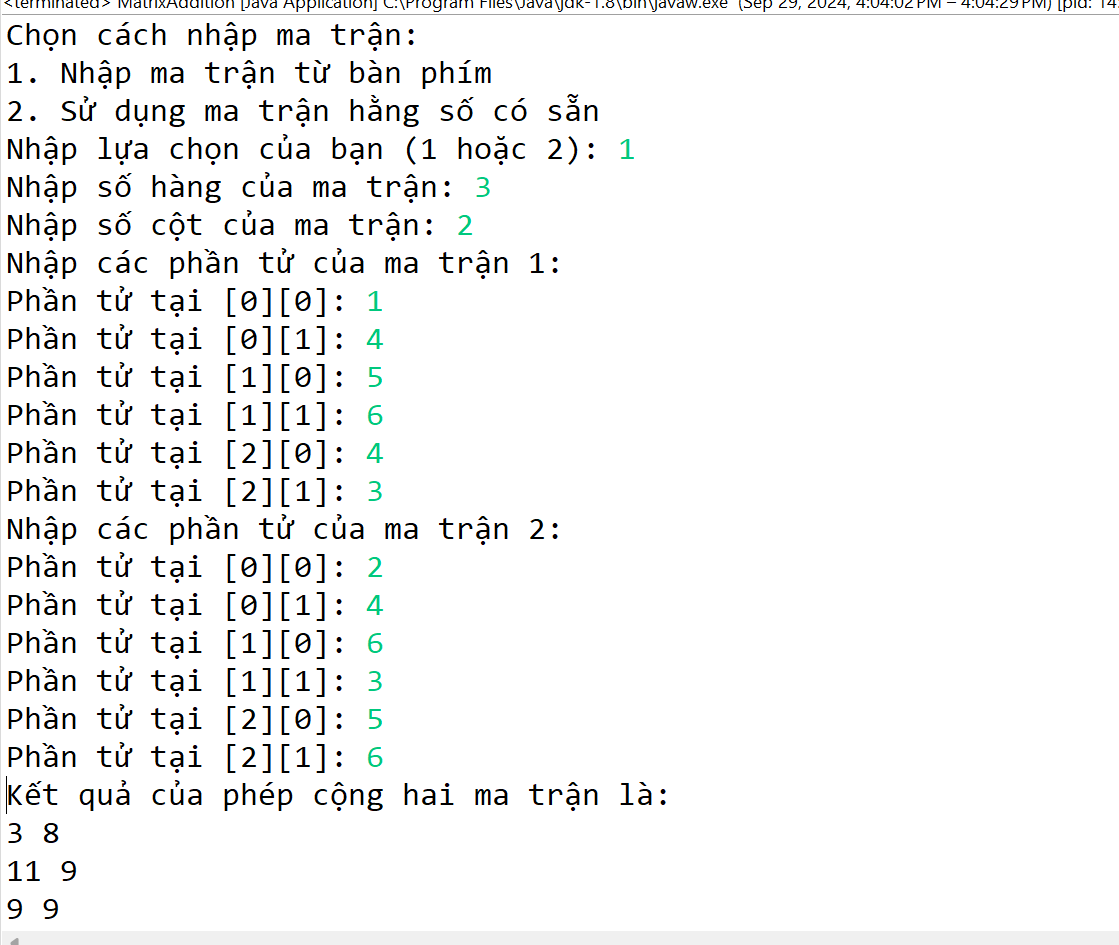 <terminated> MatrixAddition [Java Application] C:\Program Files\Java\jdk-1.8\bin\javaw.exe (Sep 29, 2024, 4:04:02 PM – 4:04:29 PM) [pid: 14
Chọn cách nhập ma trận:
1. Nhập ma trận từ bàn phím
2. Sử dụng ma trận hằng số có sẵn
Nhập lựa chọn của bạn (1 hoặc 2): 1
Nhập số hàng của ma trận: 3
Nhập số cột của ma trận: 2
Nhập các phần tử của ma trận 1:
Phần tử tại [0][0]: 1
Phần tử tại [0][1]: 4
Phần tử tại [1][0]: 5
Phần tử tại [1][1]: 6
Phần tử tại [2][0]: 4
Phần tử tại [2][1]: 3
Nhập các phần tử của ma trận 2:
Phần tử tại [0][0]: 2
Phần tử tại [0][1]: 4
Phần tử tại [1][0]: 6
Phần tử tại [1][1]: 3
Phần tử tại [2][0]: 5
Phần tử tại [2][1]: 6
Kết quả của phép cộng hai ma trận là:
3 8
11 9
9 9